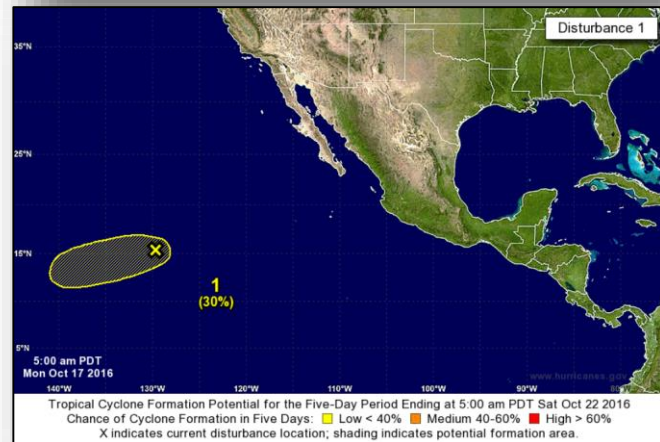 Disturbance 1
35°N
25°N
15°N
1
(30%)
5°N
5:00 am PDT
Mon Oct 17 2016
www.hurricanes.gov
140°W 130°W 120°W 110°W 100°W 90°W 80°W
Tropical Cyclone Formation Potential for the Five-Day Period Ending at 5:00 am PDT Sat Oct 22 2016
Chance of Cyclone Formation in Five Days: Low < 40% Medium 40-60% High > 60%
X indicates current disturbance location; shading indicates potential formation area.